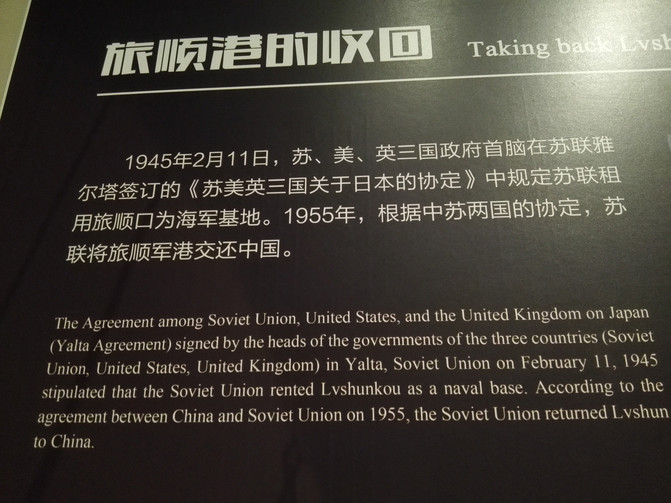 旅顺港的收回
Taking back Lvsh
1945年2月11日，苏、美、英三国政府首脑在苏联雅
尔塔签订的《苏美英三国关于日本的协定》中规定苏联租
用旅顺口为海军基地。1955年，根据中苏两国的协定，苏
联将旅顺军港交还中国。
The Agreement among Soviet Union, United States, and the United Kingdom on Japan
(Yalta Agreement) signed by the heads of the governments of the three countries (Soviet
Union, United States, United Kingdom) in Yalta, Soviet Union on February 11, 1945
stipulated that the Soviet Union rented Lvshunkou as a naval base. According to the
agreement between China and Soviet Union on 1955, the Soviet Union returned Lvshun
to China.